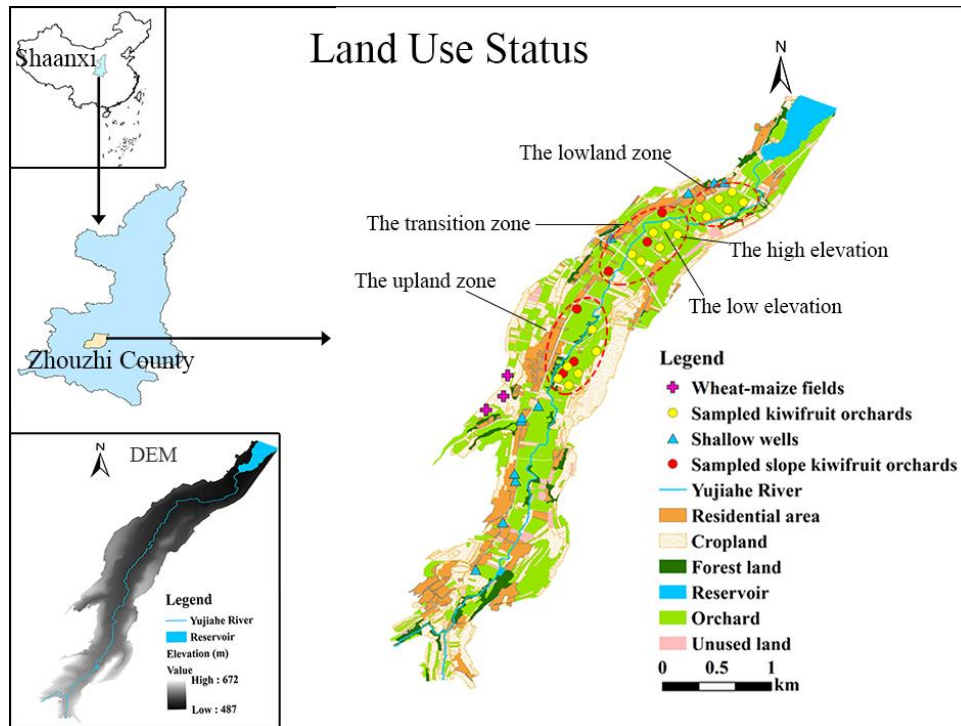 Land Use Status
Shaanxi
N
The lowland zone
The transition zone
The high elevation
The upland zone
The low elevation
Zhouzhi County
Legend
Wheat-maize fields
Sampled kiwifruit orchards
Shallow wells
Sampled slope kiwifruit orchards
Yujiahe River
Residential area
Cropland
Forest land
Reservoir
Orchard
Unused land
0 0.5 1
km
N
DEM
Legend
Yujiahe River
Reservoir
Elevation (m)
Value
High : 672
Low : 487